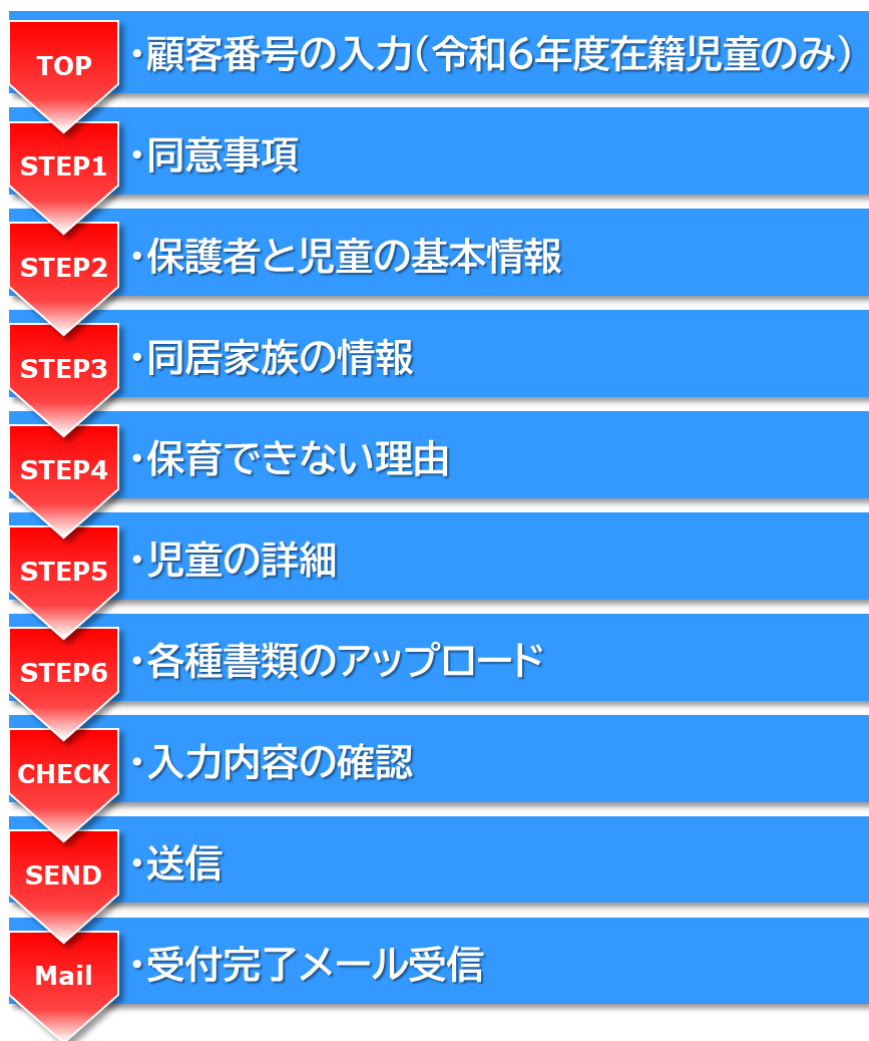 TOP ・顧客番号の入力(令和6年度在籍児童のみ)
STEP1 ・同意事項
STEP2 ・保護者と児童の基本情報
STEP3 ・同居家族の情報
STEP4 ・保育できない理由
STEP5 ・児童の詳細
STEP6 ・各種書類のアップロード
CHECK ・入力内容の確認
SEND ・送信
Mail ・受付完了メール受信